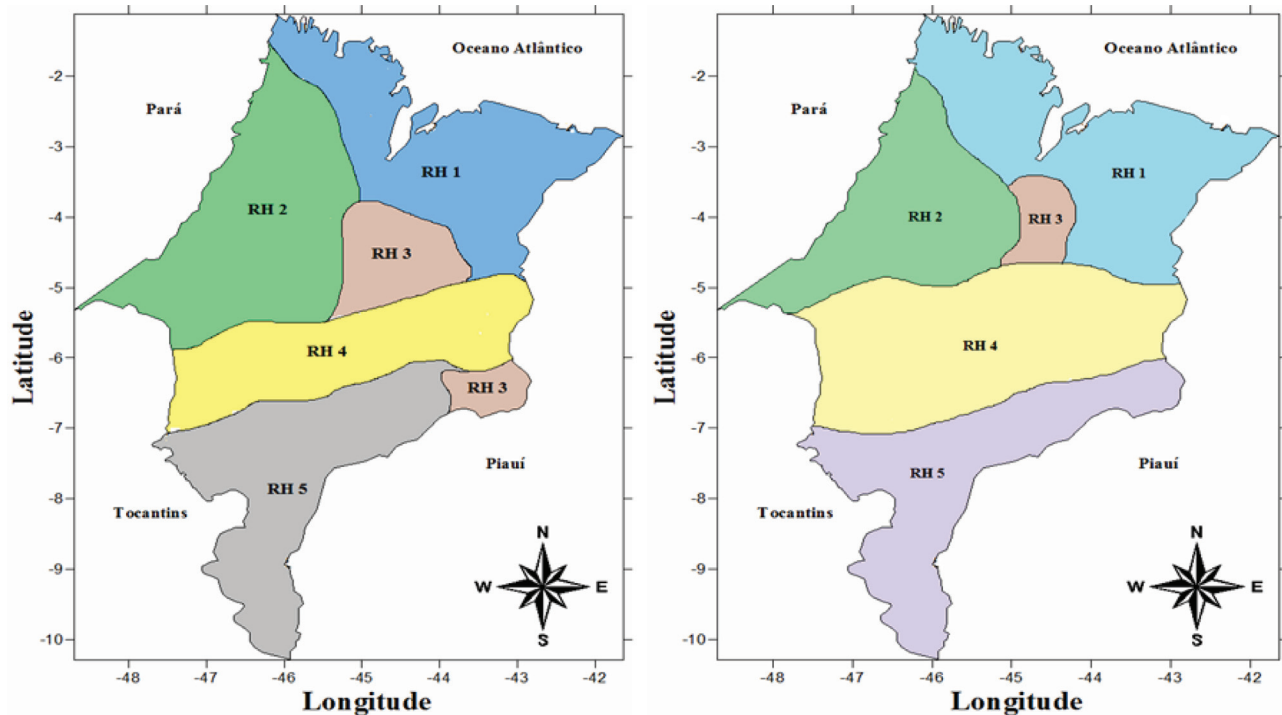 Oceano Atlântico
Pará
RH 1
RH 2
RH 3
RH 4
RH 3
RH 5
Piauí
Tocantins
N
W E
S
-2
-3
-4
-5
-6
-7
-8
-9
-10
Latitude
-48 -47 -46 -45 -44 -43 -42
Longitude
Oceano Atlântico
Pará
RH 1
RH 2
RH 3
RH 4
RH 5
Piauí
Tocantins
N
W E
S
-2
-3
-4
-5
-6
-7
-8
-9
-10
Latitude
-48 -47 -46 -45 -44 -43 -42
Longitude